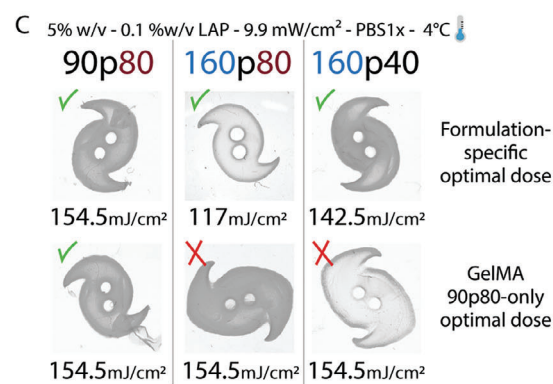 C
5% w/v - 0.1 %w/v LAP - 9.9 mW/cm² - PBS1x - 4°C
90p80 160p80 160p40
Formulation-
specific
optimal dose
154.5mJ/cm² 117mJ/cm² 142.5mJ/cm²
GelMA
90p80-only
optimal dose
154.5mJ/cm² 154.5mJ/cm² 154.5mJ/cm²